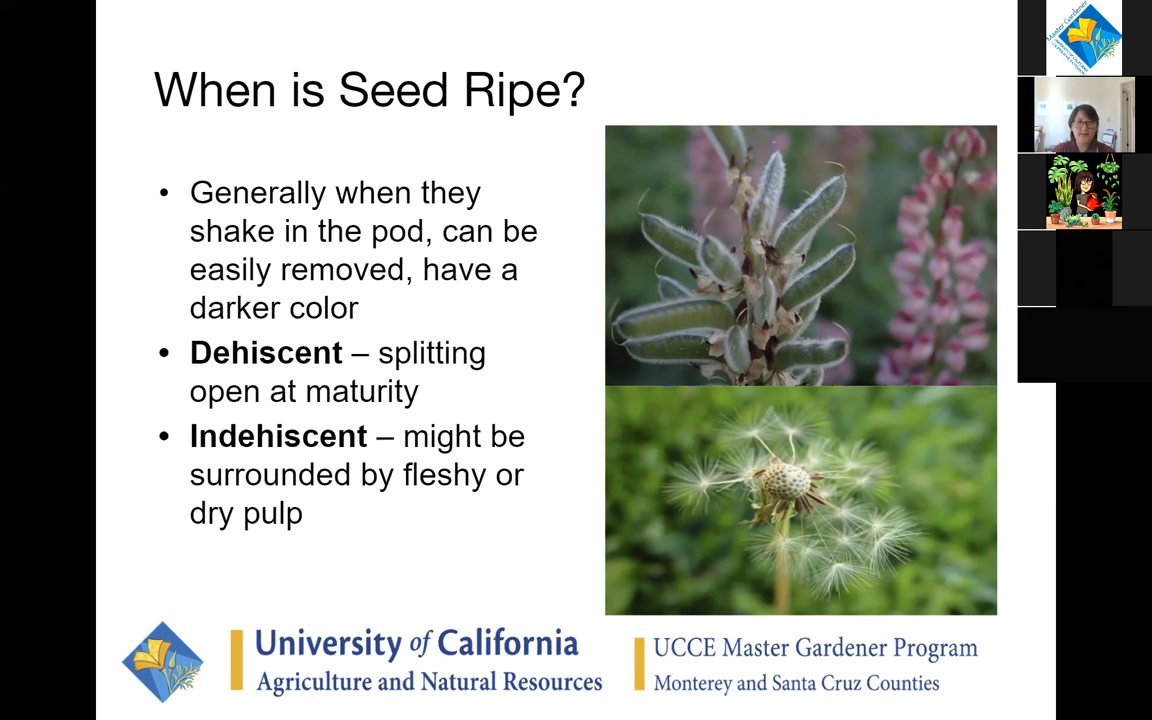 When is Seed Ripe?
• Generally when they
shake in the pod, can be
easily removed, have a
darker color
• Dehiscent – splitting
open at maturity
• Indehiscent – might be
surrounded by fleshy or
dry pulp
University of California
Agriculture and Natural Resources
UCCE Master Gardener Program
Monterey and Santa Cruz Counties
Master Gardener